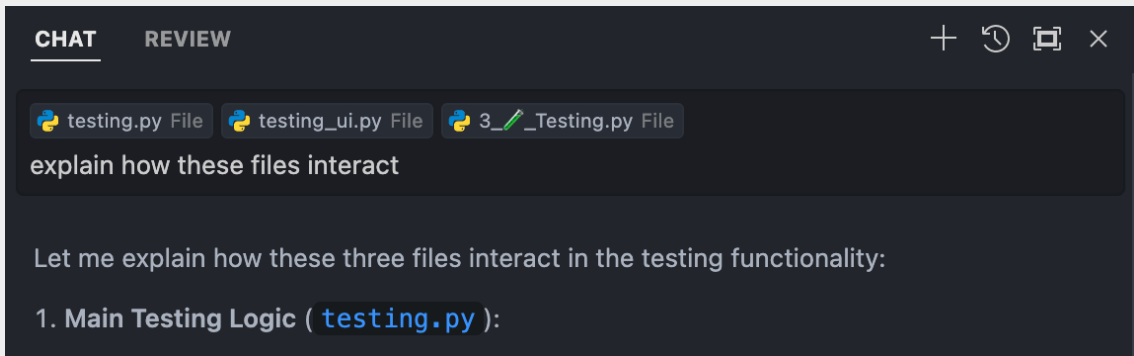 CHAT REVIEW
testing.py File testing_ui.py File 3_🧪_Testing.py File
explain how these files interact
Let me explain how these three files interact in the testing functionality:
1. Main Testing Logic ( testing.py ):